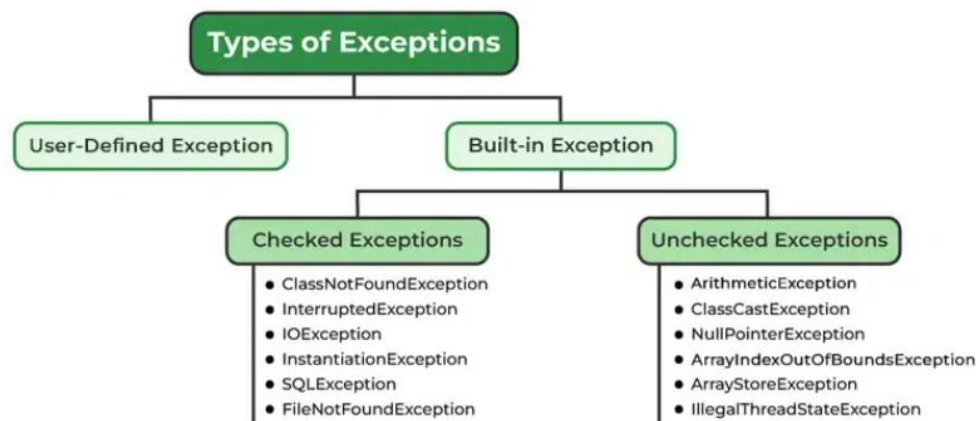 Types of Exceptions
User-Defined Exception
Built-in Exception
Checked Exceptions
ClassNotFoundException
InterruptedException
IOException
InstantiationException
SQLException
FileNotFoundException
Unchecked Exceptions
ArithmeticException
ClassCastException
NullPointerException
ArrayIndexOutOfBoundsException
ArrayStoreException
IllegalThreadStateException